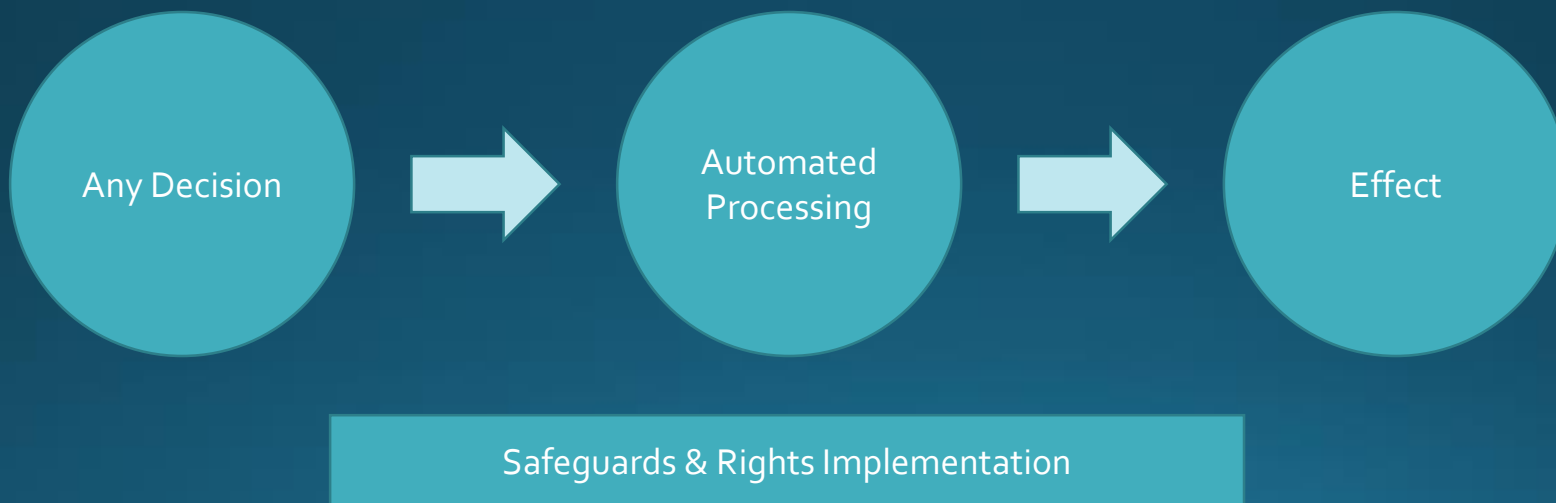 Any Decision
Automated
Processing
Effect
Safeguards & Rights Implementation